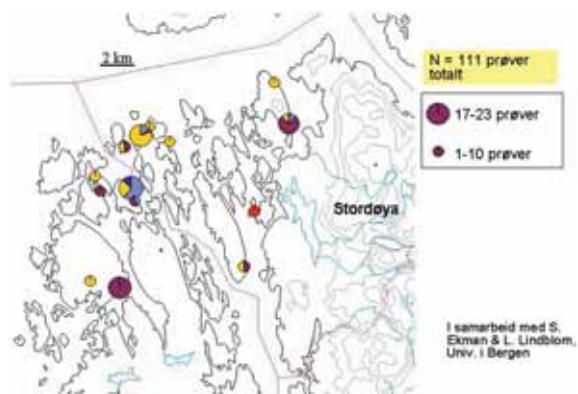 2 km
N = 111 prøver
totalt
17-23 prøver
1-10 prøver
Stordøya
I samarbeid med S.
Ekman & L. Lindblom,
Univ. i Bergen